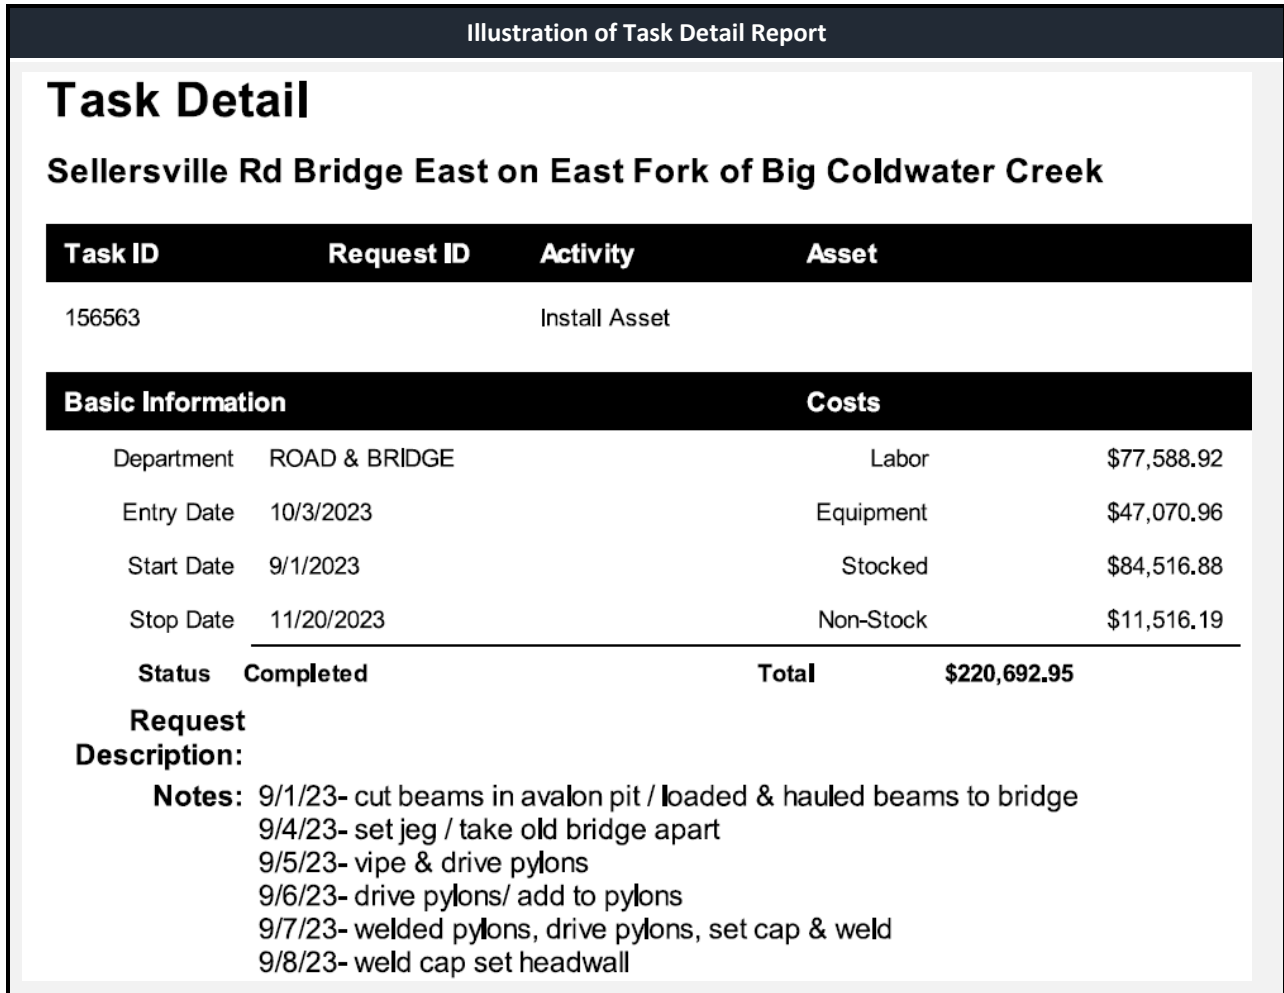 Illustration of Task Detail Report
Task Detail
Sellersville Rd Bridge East on East Fork of Big Coldwater Creek
Task ID Request ID Activity Asset
156563 Install Asset
Basic Information Costs
Department ROAD & BRIDGE Labor $77,588.92
Entry Date 10/3/2023 Equipment $47,070.96
Start Date 9/1/2023 Stocked $84,516.88
Stop Date 11/20/2023 Non-Stock $11,516.19
Status Completed Total $220,692.95
Request
Description:
Notes: 9/1/23- cut beams in avalon pit / loaded & hauled beams to bridge
9/4/23- set jeg / take old bridge apart
9/5/23- vipe & drive pylons
9/6/23- drive pylons/ add to pylons
9/7/23- welded pylons, drive pylons, set cap & weld
9/8/23- weld cap set headwall